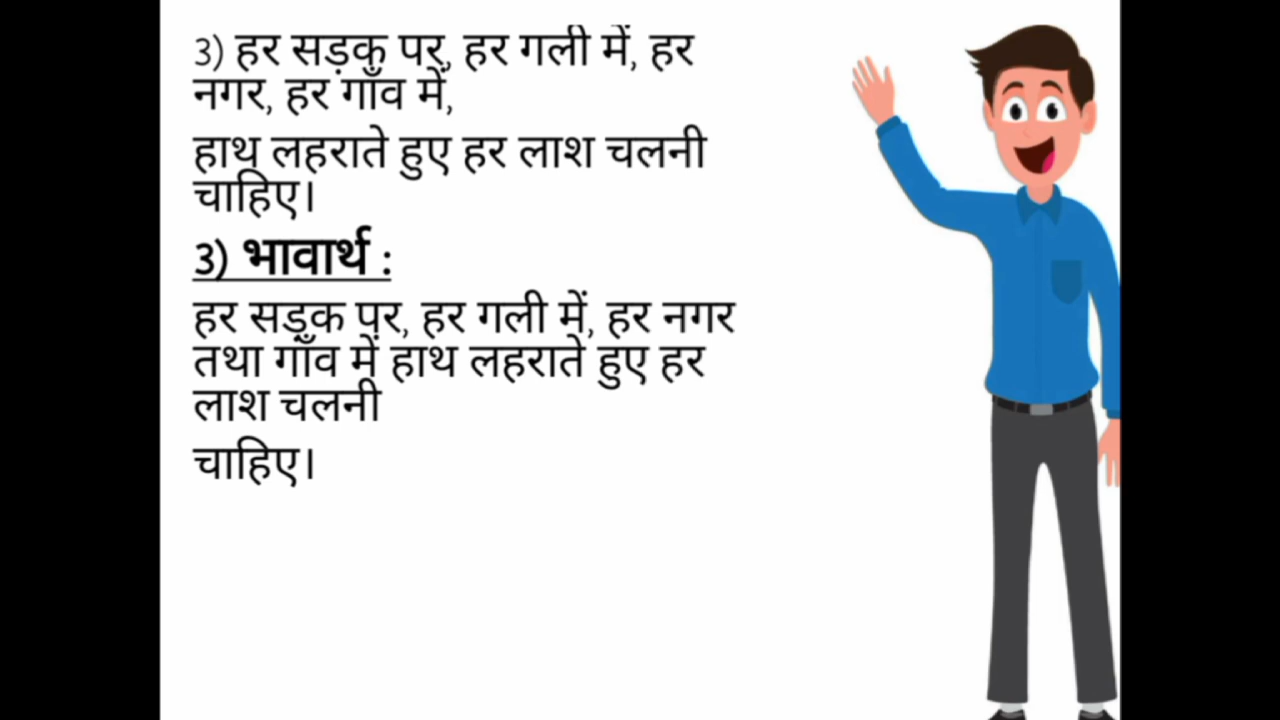 3) हर सड़क पर, हर गली में, हर
नगर, हर गाँव में,
हाथ लहराते हुए हर लाश चलनी
चाहिए।
3) भावार्थ :
हर सड़क पर, हर गली में, हर नगर
तथा गाँव में हाथ लहराते हुए हर
लाश चलनी
चाहिए।